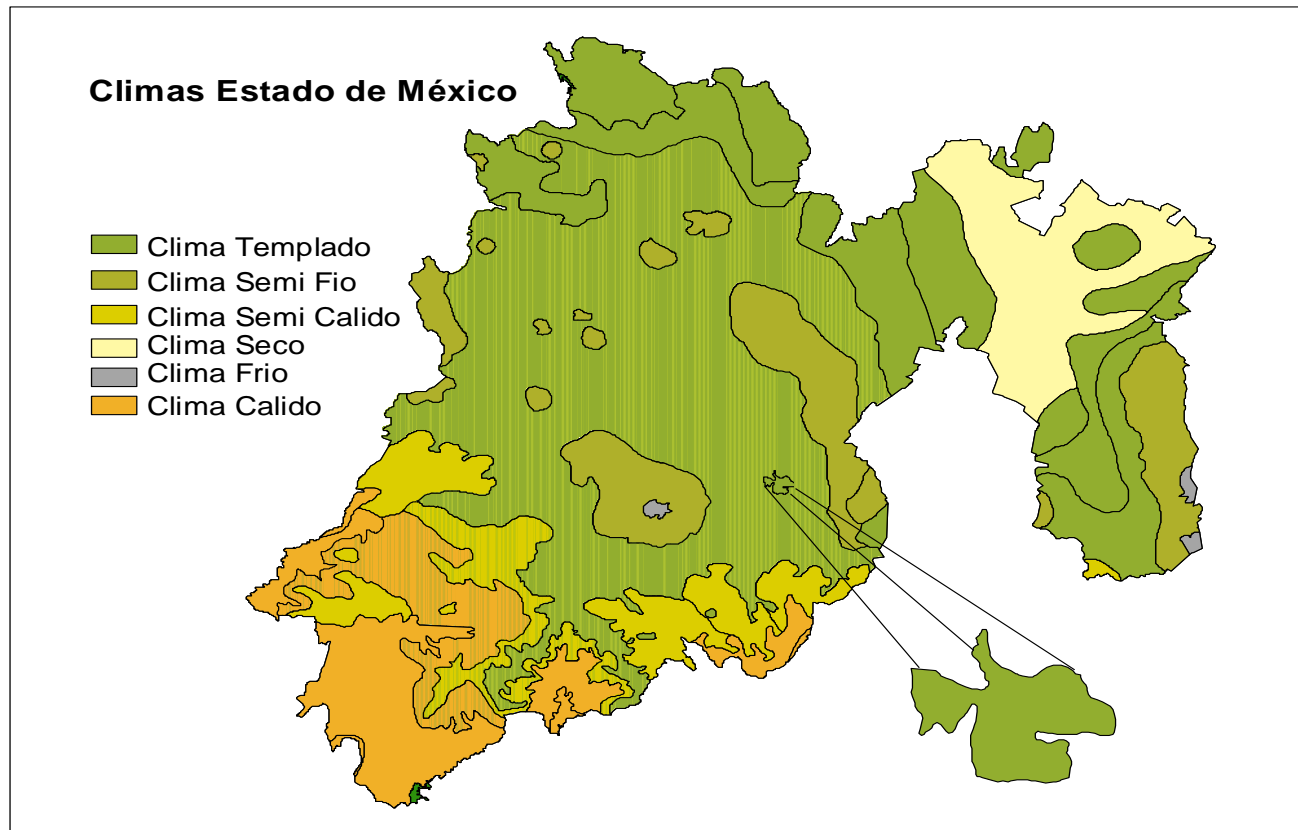 Climas Estado de México
Clima Templado
Clima Semi Fio
Clima Semi Calido
Clima Seco
Clima Frio
Clima Calido